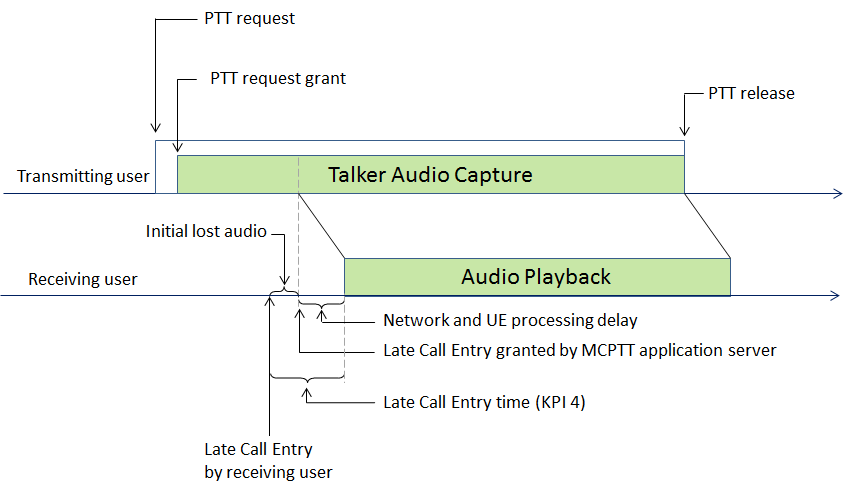 PTT request
PTT request grant
PTT release
Transmitting user
Talker Audio Capture
Initial lost audio
Receiving user
Audio Playback
Network and UE processing delay
Late Call Entry granted by MCPTT application server
Late Call Entry time (KPI 4)
Late Call Entry
by receiving user